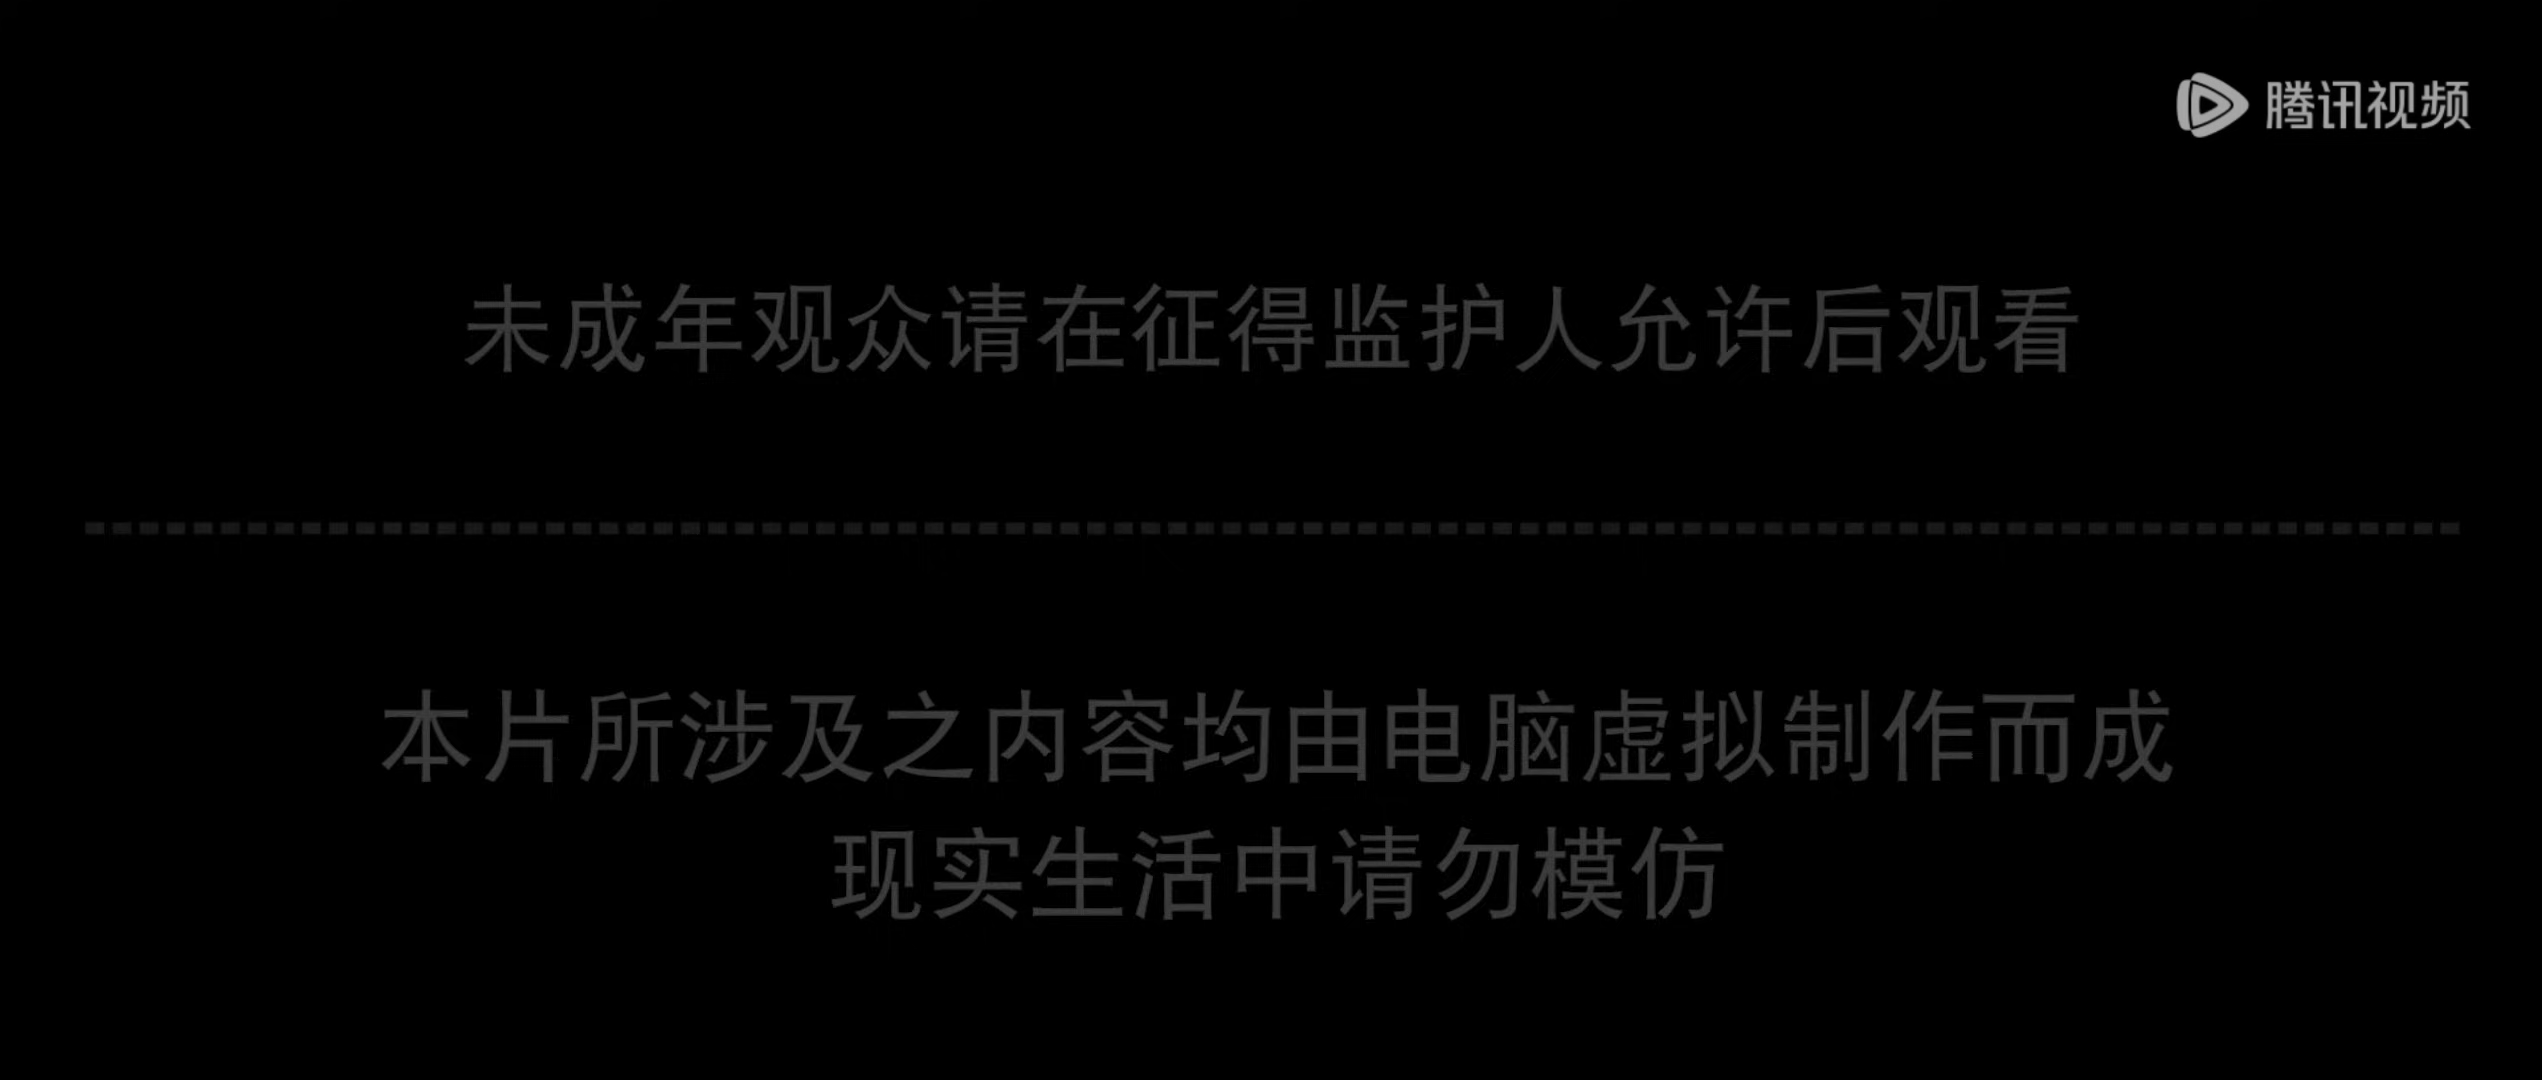 腾讯视频
未成年观众请在征得监护人允许后观看
本片所涉及之内容均由电脑虚拟制作而成
现实生活中请勿模仿